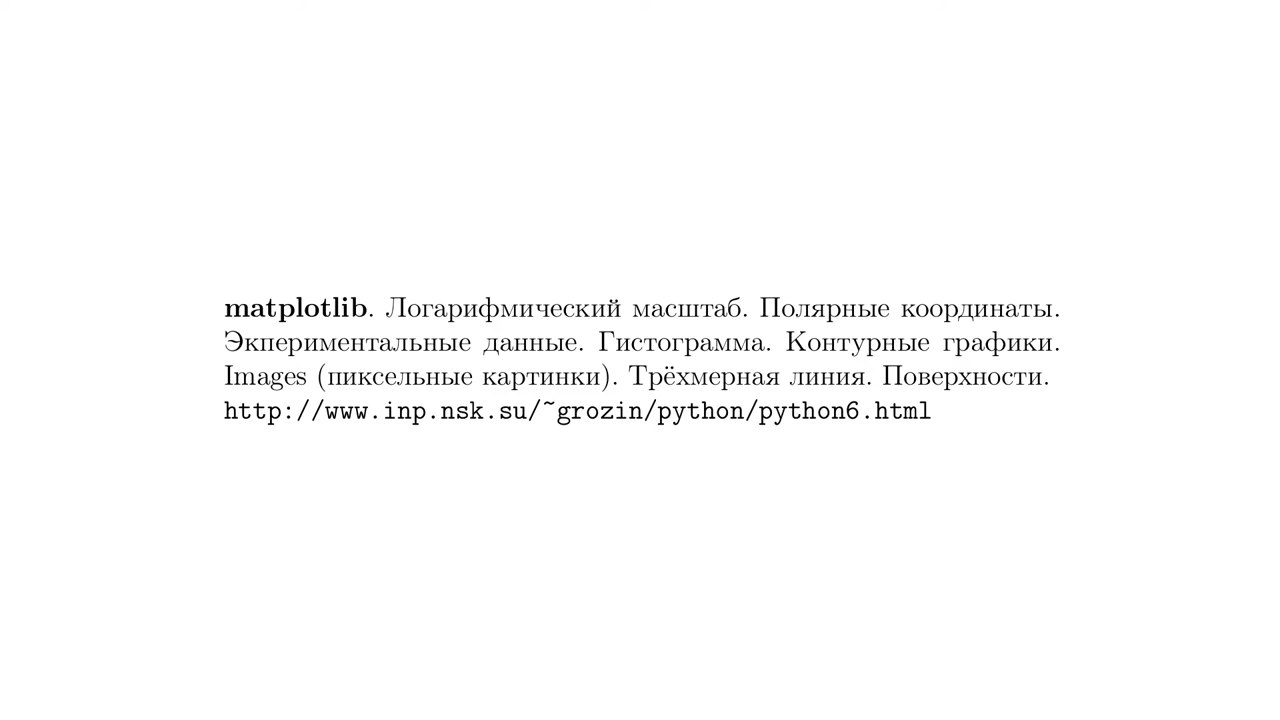 matplotlib. Логарифмический масштаб. Полярные координаты.
Экпериментальные данные. Гистограмма. Контурные графики.
Images (пиксельные картинки). Трёхмерная линия. Поверхности.
http://www.inp.nsk.su/~grozin/python/python6.html